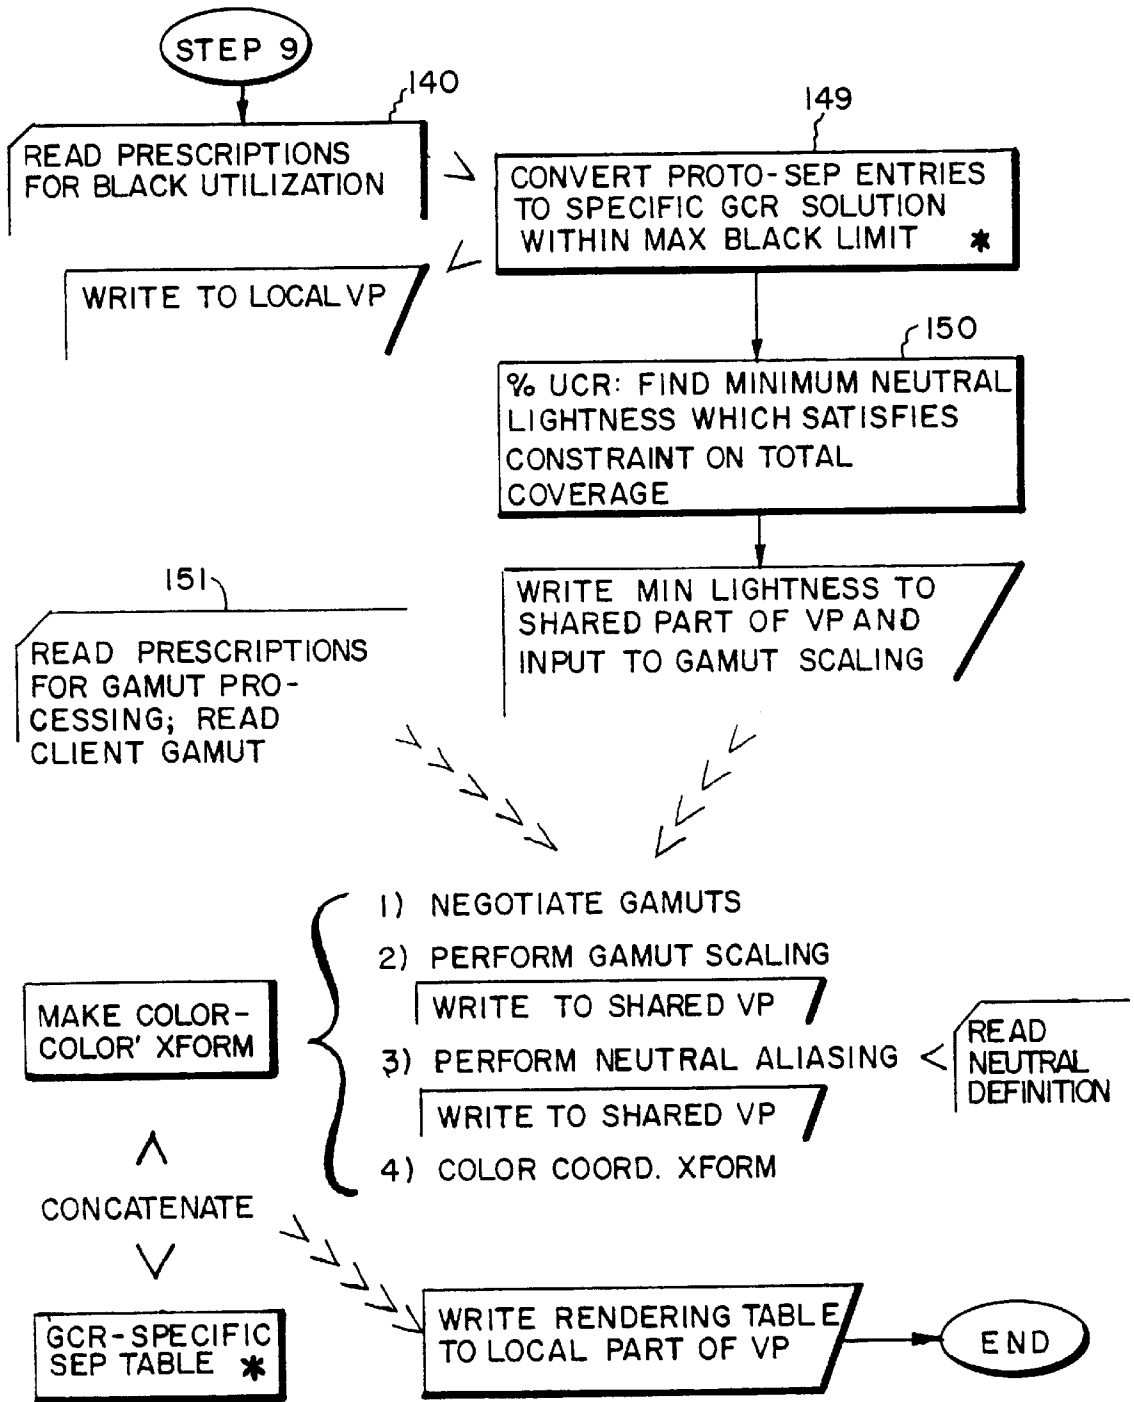 STEP 9
140
READ PRESCRIPTIONS
FOR BLACK UTILIZATION
149
CONVERT PROTO-SEP ENTRIES
TO SPECIFIC GCR SOLUTION
WITHIN MAX BLACK LIMIT *
WRITE TO LOCAL VP
150
% UCR: FIND MINIMUM NEUTRAL
LIGHTNESS WHICH SATISFIES
CONSTRAINT ON TOTAL
COVERAGE
WRITE MIN LIGHTNESS TO
SHARED PART OF VP AND
INPUT TO GAMUT SCALING
151
READ PRESCRIPTIONS
FOR GAMUT PRO-
CESSING; READ
CLIENT GAMUT
1) NEGOTIATE GAMUTS
2) PERFORM GAMUT SCALING
WRITE TO SHARED VP
3) PERFORM NEUTRAL ALIASING
WRITE TO SHARED VP
4) COLOR COORD. XFORM
READ
NEUTRAL
DEFINITION
MAKE COLOR-
COLOR' XFORM
CONCATENATE
GCR-SPECIFIC
SEP TABLE *
WRITE RENDERING TABLE
TO LOCAL PART OF VP
END